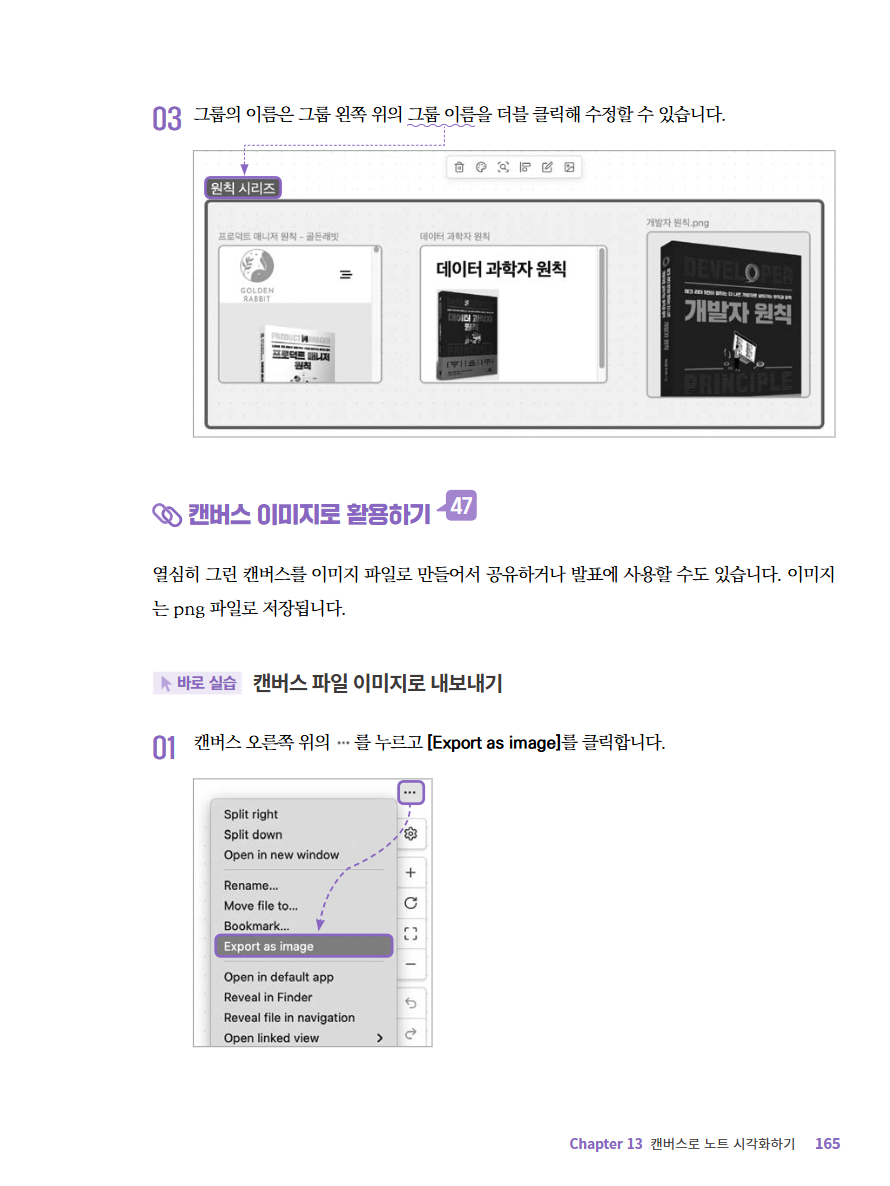 03 그룹의 이름은 그룹 왼쪽 위의 그룹 이름을 더블 클릭해 수정할 수 있습니다.
원칙 시리즈
프로덕트 매니저 원칙 - 골든래빗
데이터 과학자 원칙
개발자 원칙.png
GOLDEN
RABBIT
PRODUCT MANAGER
프로덕트 매니저
원칙
데이터 과학자 원칙
데이터 과학자
원칙
DEVELOPER
개발자 원칙
PRINCIPLE
캔버스 이미지로 활용하기 47
열심히 그린 캔버스를 이미지 파일로 만들어서 공유하거나 발표에 사용할 수도 있습니다. 이미지
는 png 파일로 저장됩니다.
바로 실습 캔버스 파일 이미지로 내보내기
01 캔버스 오른쪽 위의 ··· 를 누르고 [Export as image]를 클릭합니다.
Split right
Split down
Open in new window
Rename...
Move file to...
Bookmark...
Export as image
Open in default app
Reveal in Finder
Reveal file in navigation
Open linked view
Chapter 13 캔버스로 노트 시각화하기 165